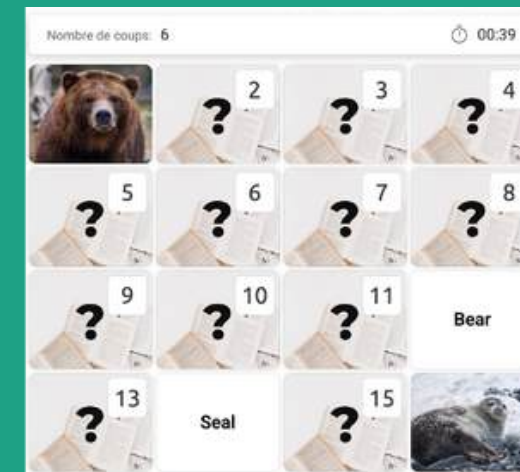 Nombre de coups: 6 00:39
? 2 ? 3 ? 4
? 5 ? 6 ? 7 ? 8
? 9 ? 10 ? 11 Bear
? 13 Seal ? 15